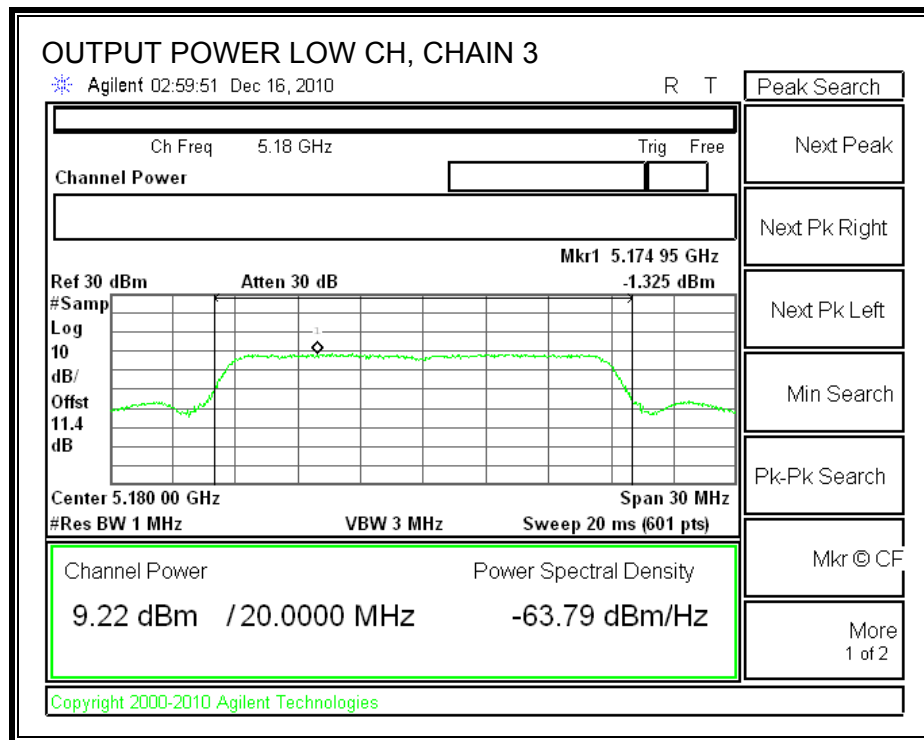 OUTPUT POWER LOW CH, CHAIN 3
Agilent 02:59:51 Dec 16, 2010 R T
Peak Search
Ch Freq 5.18 GHz Trig Free
Channel Power
Mkr1 5.174 95 GHz
Ref 30 dBm Atten 30 dB -1.325 dBm
#Samp
Log
10
dB/
Offst
11.4
dB
1
Center 5.180 00 GHz Span 30 MHz
#Res BW 1 MHz VBW 3 MHz Sweep 20 ms (601 pts)
Channel Power Power Spectral Density
9.22 dBm / 20.0000 MHz -63.79 dBm/Hz
Next Peak
Next Pk Right
Next Pk Left
Min Search
Pk-Pk Search
Mkr © CF
More
1 of 2
Copyright 2000-2010 Agilent Technologies